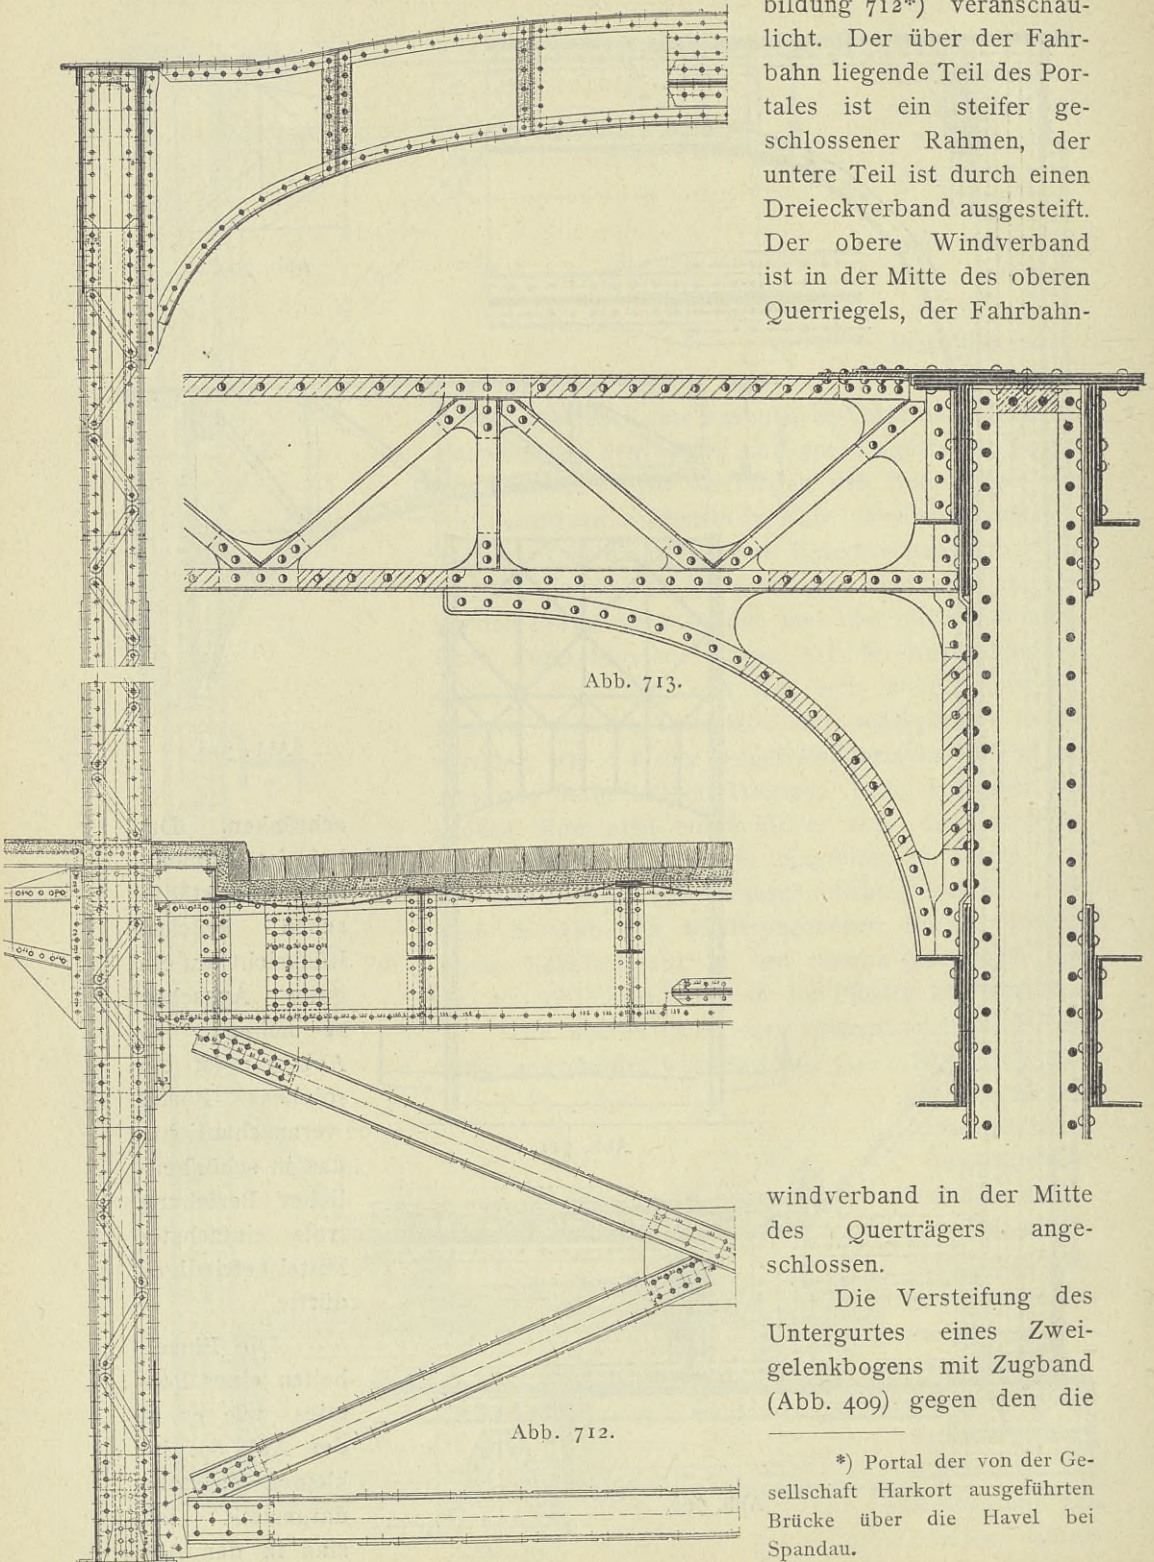 bildung 712*) veranschau-
licht. Der über der Fahr-
bahn liegende Teil des Por-
tales ist ein steifer ge-
schlossener Rahmen, der
untere Teil ist durch einen
Dreieckverband ausgesteift.
Der obere Windverband
ist in der Mitte des oberen
Querriegels, der Fahrbahn-
Abb. 713.
windverband in der Mitte
des Querträgers ange-
schlossen.
Die Versteifung des
Untergurtes eines Zwei-
gelenkbogens mit Zugband
(Abb. 409) gegen den die
Abb. 712.
*) Portal der von der Ge-
sellschaft Harkort ausgeführten
Brücke über die Havel bei
Spandau.